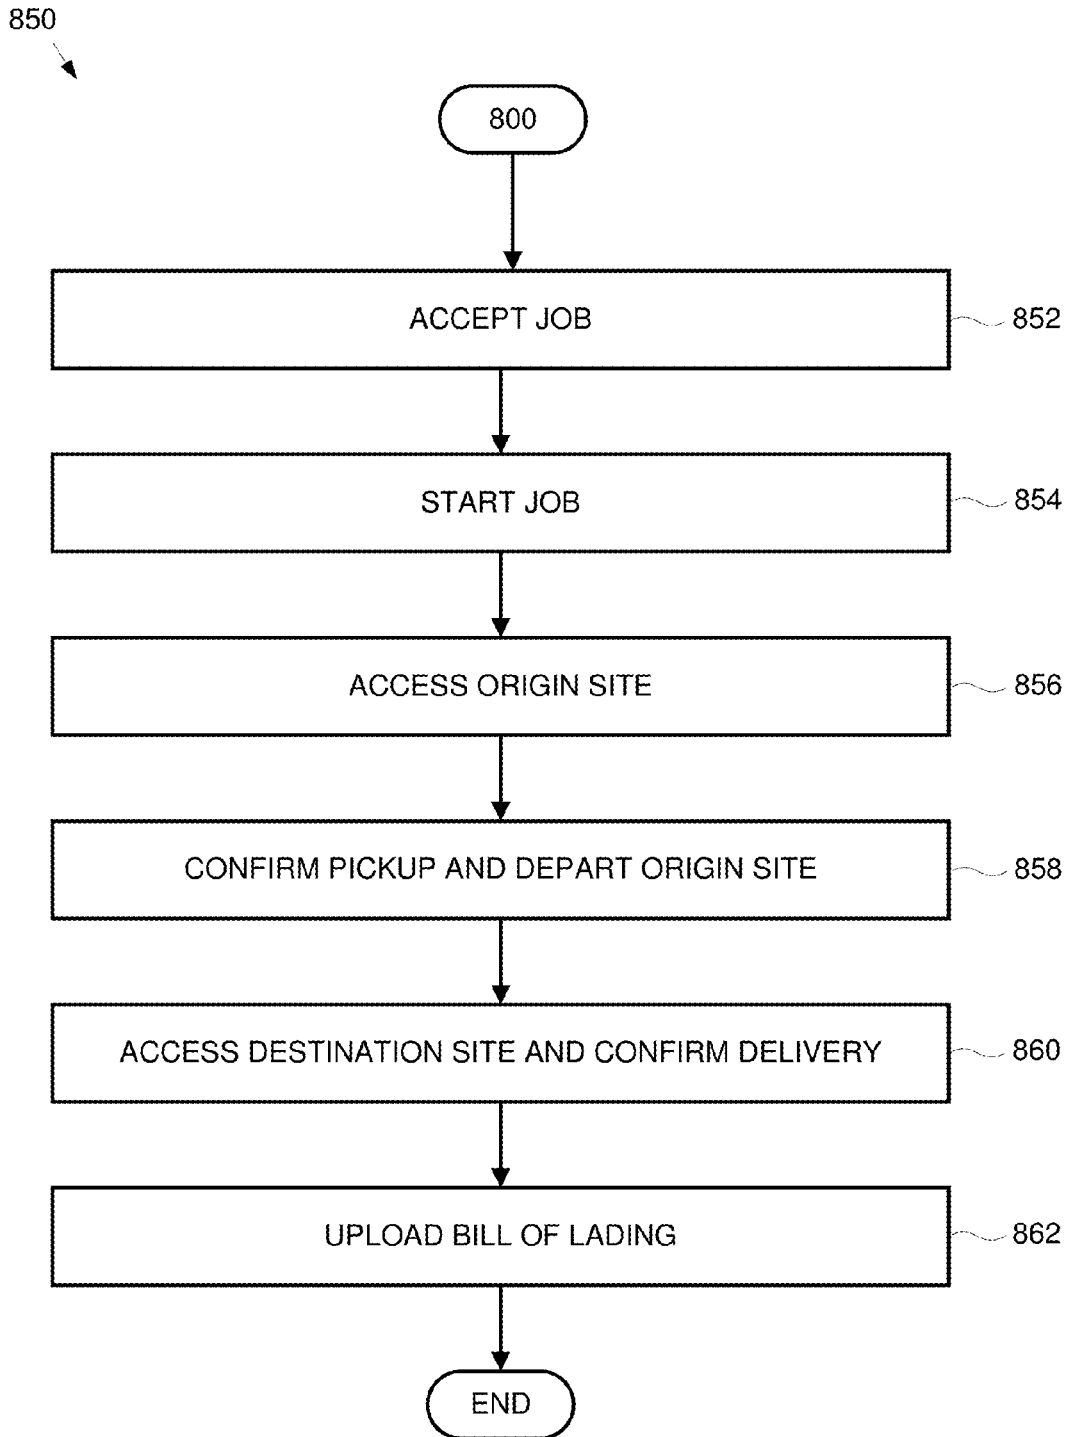 850
800
ACCEPT JOB
852
START JOB
854
ACCESS ORIGIN SITE
856
CONFIRM PICKUP AND DEPART ORIGIN SITE
858
ACCESS DESTINATION SITE AND CONFIRM DELIVERY
860
UPLOAD BILL OF LADING
862
END